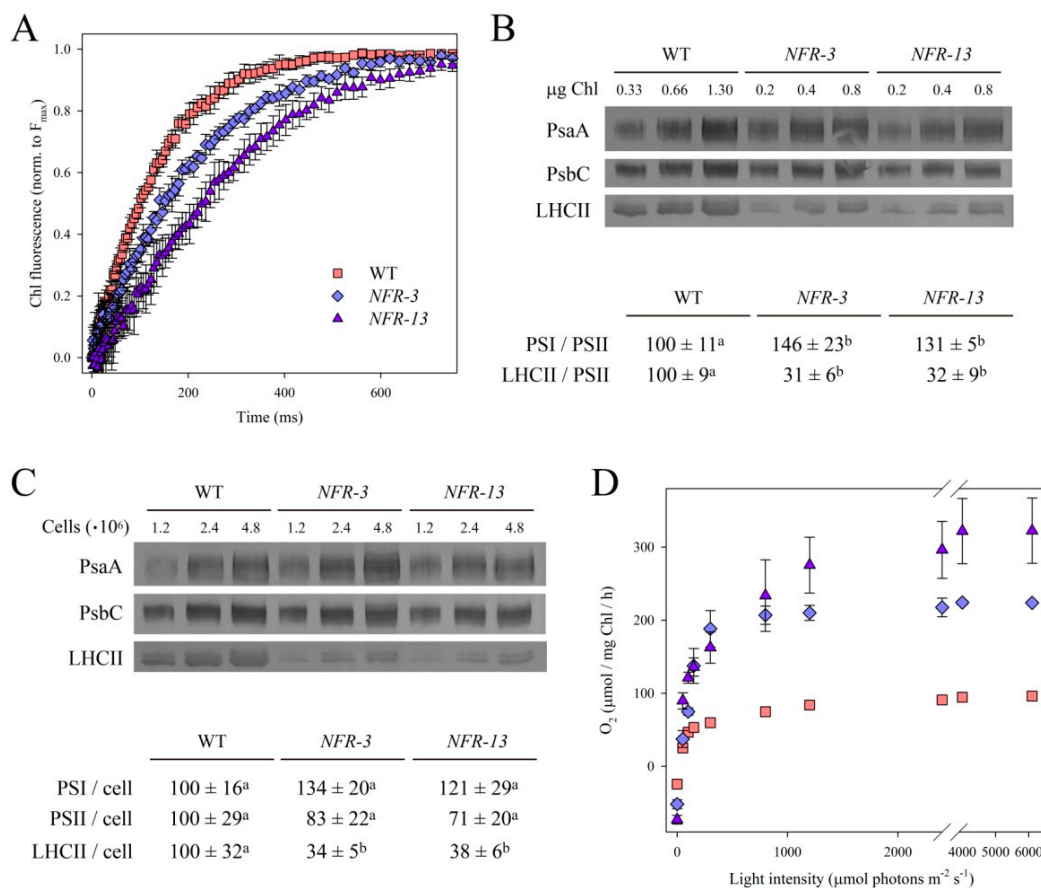 A
Chl fluorescence (norm. to Fmax)
1.0
0.8
0.6
0.4
0.2
0.0
WT
NFR-3
NFR-13
0 200 400 600
Time (ms)
B
WT NFR-3 NFR-13
µg Chl 0.33 0.66 1.30 0.2 0.4 0.8 0.2 0.4 0.8
PsaA
PsbC
LHCII
WT NFR-3 NFR-13
PSI / PSII 100 ± 11ᵃ 146 ± 23ᵇ 131 ± 5ᵇ
LHCII / PSII 100 ± 9ᵃ 31 ± 6ᵇ 32 ± 9ᵇ
C
WT NFR-3 NFR-13
Cells (·10⁶) 1.2 2.4 4.8 1.2 2.4 4.8 1.2 2.4 4.8
PsaA
PsbC
LHCII
WT NFR-3 NFR-13
PSI / cell 100 ± 16ᵃ 134 ± 20ᵃ 121 ± 29ᵃ
PSII / cell 100 ± 29ᵃ 83 ± 22ᵃ 71 ± 20ᵃ
LHCII / cell 100 ± 32ᵃ 34 ± 5ᵇ 38 ± 6ᵇ
D
O₂ (µmol / mg Chl / h)
300
200
100
0
0 1000 2000 4000 5000 6000
Light intensity (µmol photons m⁻² s⁻¹)